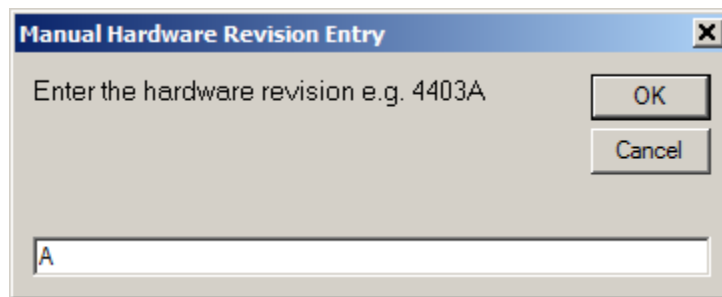 Manual Hardware Revision Entry
Enter the hardware revision e.g. 4403A
OK
Cancel
A